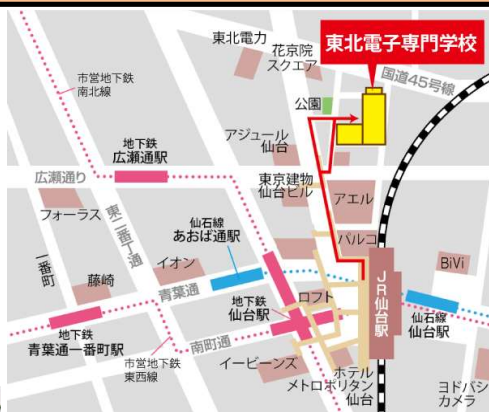 東北電子専門学校
東北電力
花京院
スクエア
国道45号線
市営地下鉄
南北線
公園
アジュール
仙台
地下鉄
広瀬通駅
広瀬通り
東京建物
仙台ビル
アエル
フォーラス
東二番丁通
仙石線
あおば通駅
パルコ
一番町
藤崎
イオン
青葉通
JR仙台駅
BiVi
ロフト
地下鉄
仙台駅
仙石線
仙台駅
地下鉄
青葉通一番町駅
南町通
市営地下鉄
東西線
イービーンズ
ホテル
メトロポリタン
仙台
ヨドバシ
カメラ